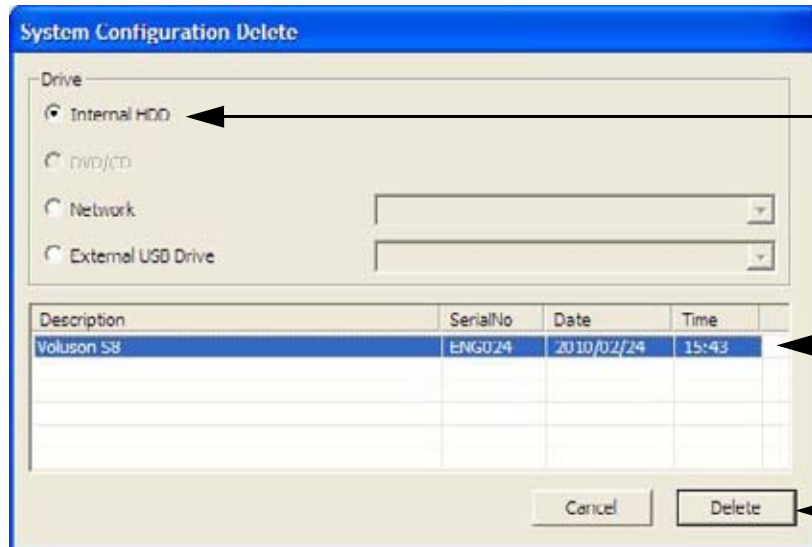 System Configuration Delete
Drive
Internal HDD
DVD/CD
Network
External USB Drive
Description SerialNo Date Time
Voluson S8 ENG024 2010/02/24 15:43
Cancel Delete